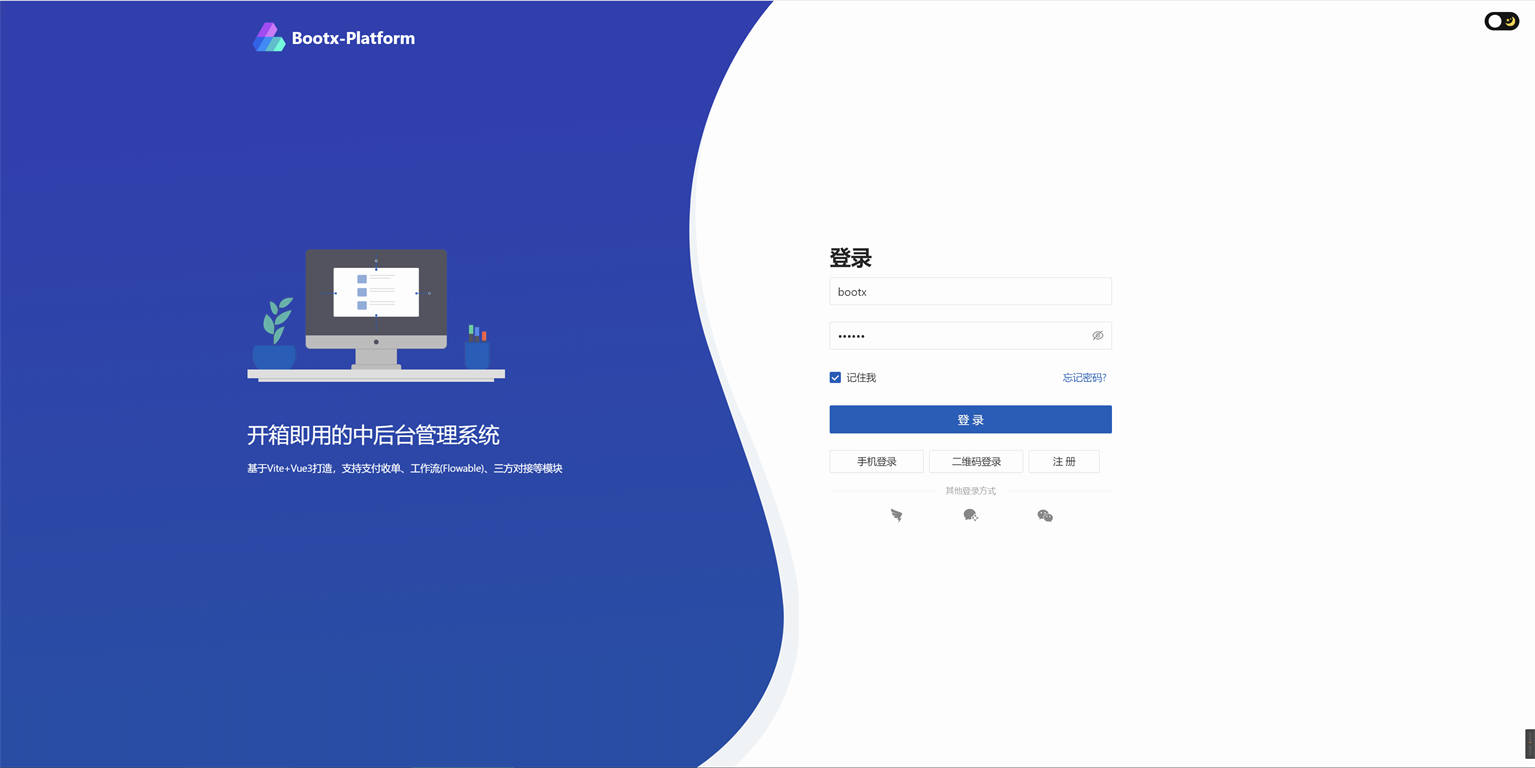 Bootx-Platform
开箱即用的中后台管理系统
基于Vite+Vue3打造，支持支付收单、工作流(Flowable)、三方对接等模块
登录
bootx
••••••
记住我
忘记密码?
登 录
手机登录
二维码登录
注 册
其他登录方式